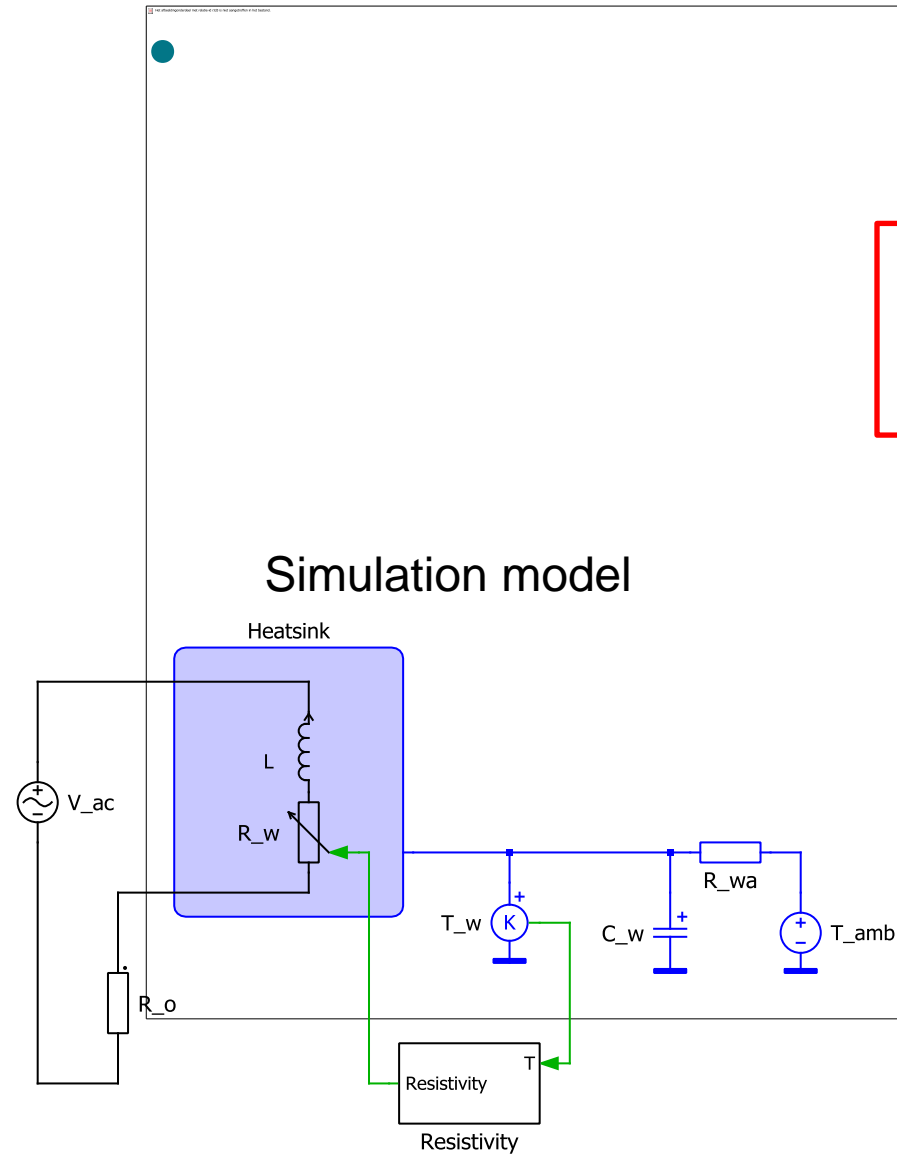 Simulation model
Heatsink
L
V_ac
R_w
R_wa
T_w
K
C_w
T_amb
R_o
T
Resistivity
Resistivity